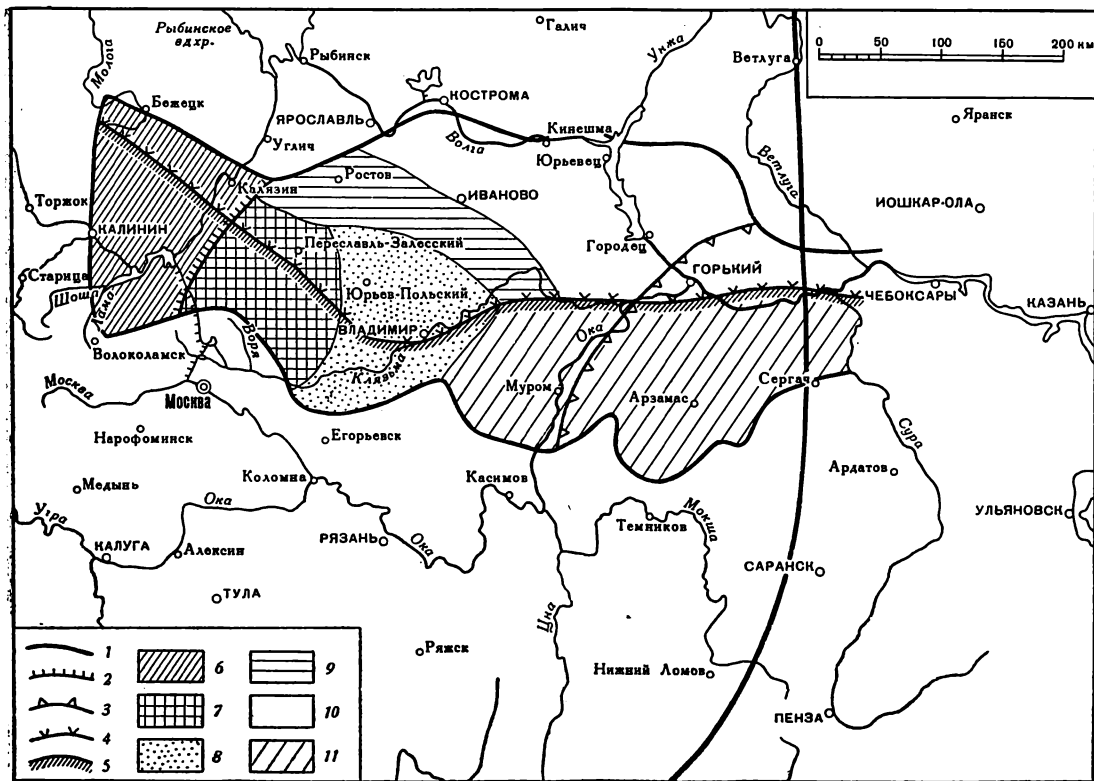 Рыбинское
вдхр.
Галич
Унжа
0 50 100 200 км
Молога
Рыбинск
Ветлуга
Бежецк
КОСТРОМА
ЯРОСЛАВЛЬ
Яранск
Углич
Волга
Кинешма
Юрьевец
Ветлуга
Калязин
Ростов
ИВАНОВО
Торжок
ИОШКАР-ОЛА
КАЛИНИН
Городец
Переславль-Залесский
Старица
ГОРЬКИЙ
Шоша
Лама
Юрьев-Польский
ЧЕБОКСАРЫ
КАЗАНЬ
ВЛАДИМИР
Ока
Воря
Волоколамск
Клязьма
Москва
Москва
Муром
Сергач
Арзамас
Нарофоминск
Егорьевск
Сура
Ардатов
Медынь
Коломна
Касимов
Ока
Угра
Темников
Мокша
УЛЬЯНОВСК
РЯЗАНЬ
Ока
КАЛУГА
Алексин
САРАНСК
ТУЛА
Цна
Ряжск
Нижний Ломов
ПЕНЗА
1 6 9
2
3 7 10
4
5 8 11